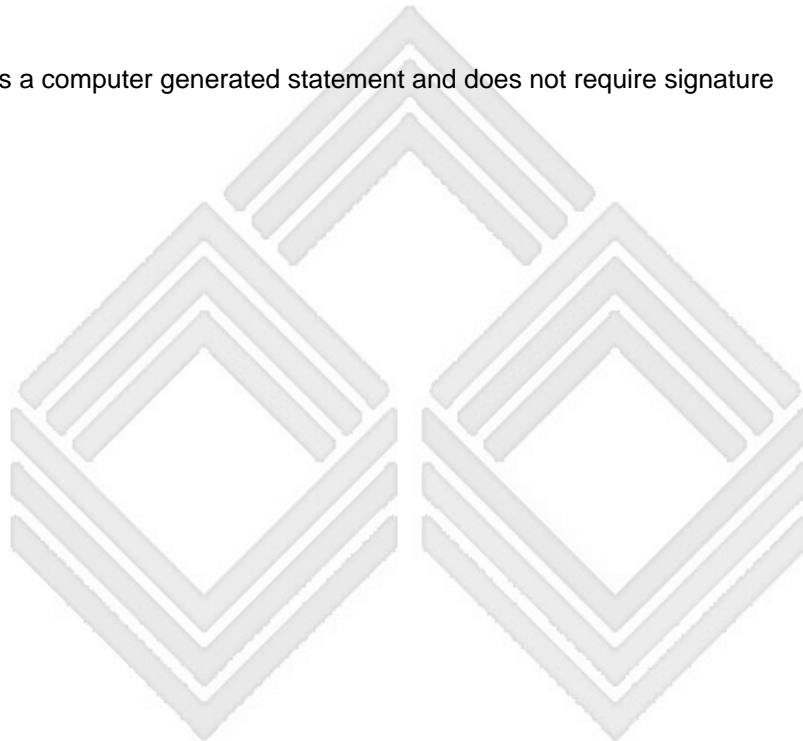 s a computer generated statement and does not require signature